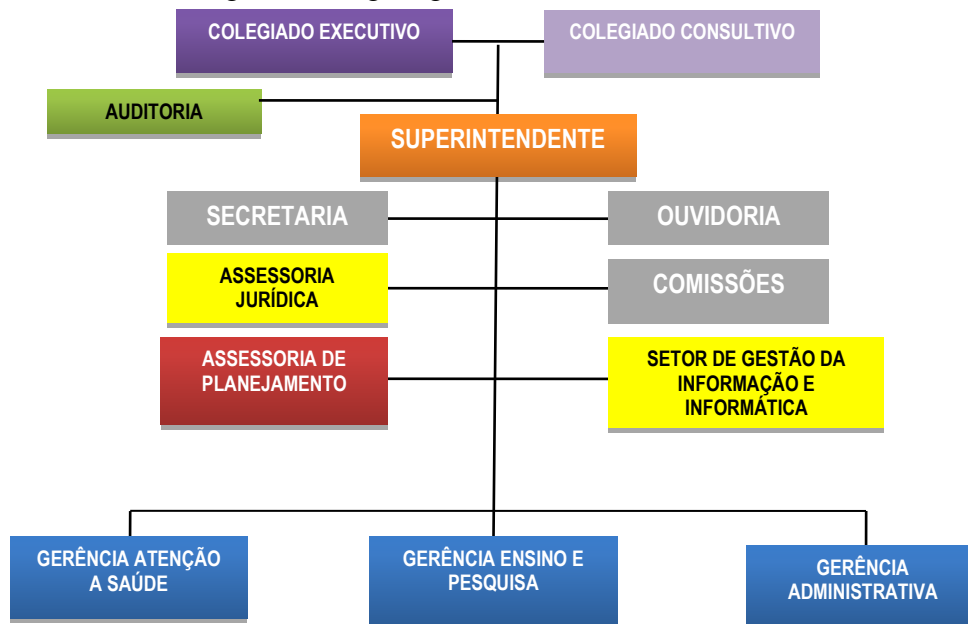 COLEGIADO EXECUTIVO
COLEGIADO CONSULTIVO
AUDITORIA
SUPERINTENDENTE
SECRETARIA
OUVIDORIA
ASSESSORIA
JURÍDICA
COMISSÕES
ASSESSORIA DE
PLANEJAMENTO
SETOR DE GESTÃO DA
INFORMAÇÃO E
INFORMÁTICA
GERÊNCIA ATENÇÃO
A SAÚDE
GERÊNCIA ENSINO E
PESQUISA
GERÊNCIA
ADMINISTRATIVA